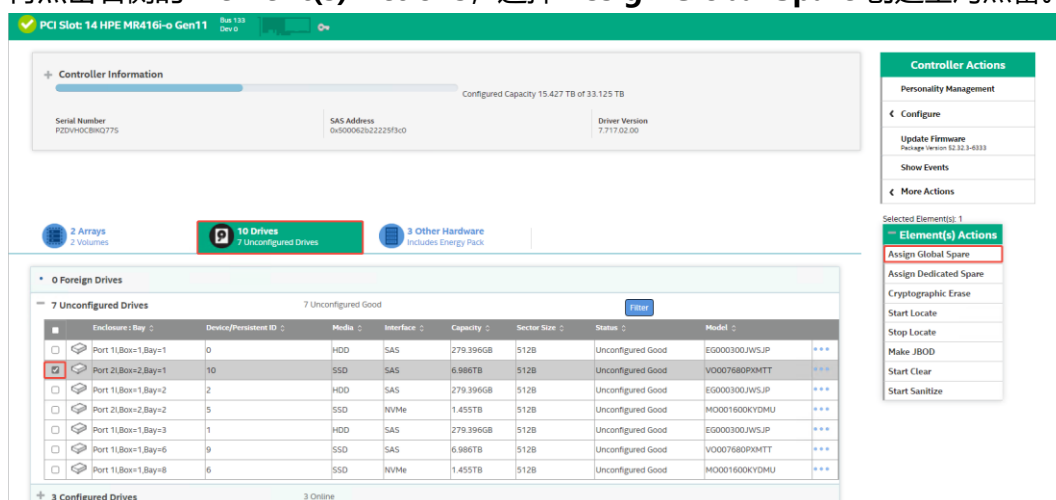 PCI Slot: 14 HPE MR416i-o Gen11 Bus 133 Dev 0
Controller Information
Configured Capacity 15.427 TB of 33.125 TB
Serial Number SAS Address Driver Version
PZDVH0CBIKQ77S 0x500062b22225f3c0 7.717.02.00
Controller Actions
Personality Management
Configure
Update Firmware
Package Version 52.32.3-6333
Show Events
More Actions
Selected Element(s): 1
Element(s) Actions
Assign Global Spare
Assign Dedicated Spare
Cryptographic Erase
Start Locate
Stop Locate
Make JBOD
Start Clear
Start Sanitize
2 Arrays
2 Volumes
10 Drives
7 Unconfigured Drives
3 Other Hardware
Includes Energy Pack
0 Foreign Drives
7 Unconfigured Drives 7 Unconfigured Good Filter
Enclosure : Bay Device/Persistent ID Media Interface Capacity Sector Size Status Model
Port 1I,Box=1,Bay=1 0 HDD SAS 279.396GB 512B Unconfigured Good EG000300JWSJP
Port 2I,Box=2,Bay=1 10 SSD SAS 6.986TB 512B Unconfigured Good VO007680PXMTT
Port 1I,Box=1,Bay=2 2 HDD SAS 279.396GB 512B Unconfigured Good EG000300JWSJP
Port 2I,Box=2,Bay=2 5 SSD NVMe 1.455TB 512B Unconfigured Good MO001600KYDMU
Port 1I,Box=1,Bay=3 1 HDD SAS 279.396GB 512B Unconfigured Good EG000300JWSJP
Port 1I,Box=1,Bay=6 9 SSD SAS 6.986TB 512B Unconfigured Good VO007680PXMTT
Port 1I,Box=1,Bay=8 6 SSD NVMe 1.455TB 512B Unconfigured Good MO001600KYDMU
3 Configured Drives 3 Online